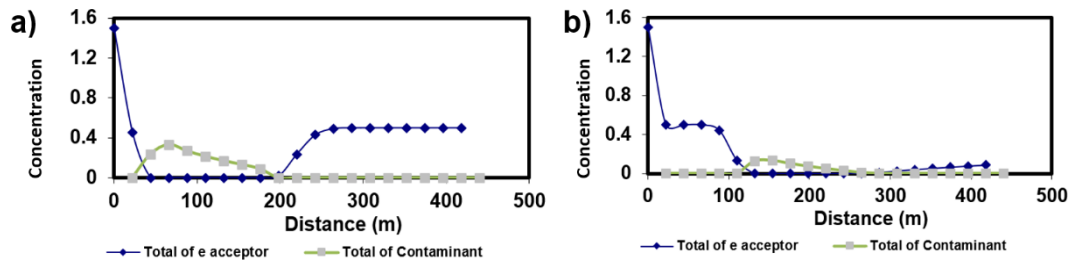 a)
Concentration
1.6
1.2
0.8
0.4
0
0 100 200 300 400 500
Distance (m)
Total of e acceptor Total of Contaminant
b)
Concentration
1.6
1.2
0.8
0.4
0
0 100 200 300 400 500
Distance (m)
Total of e acceptor Total of Contaminant